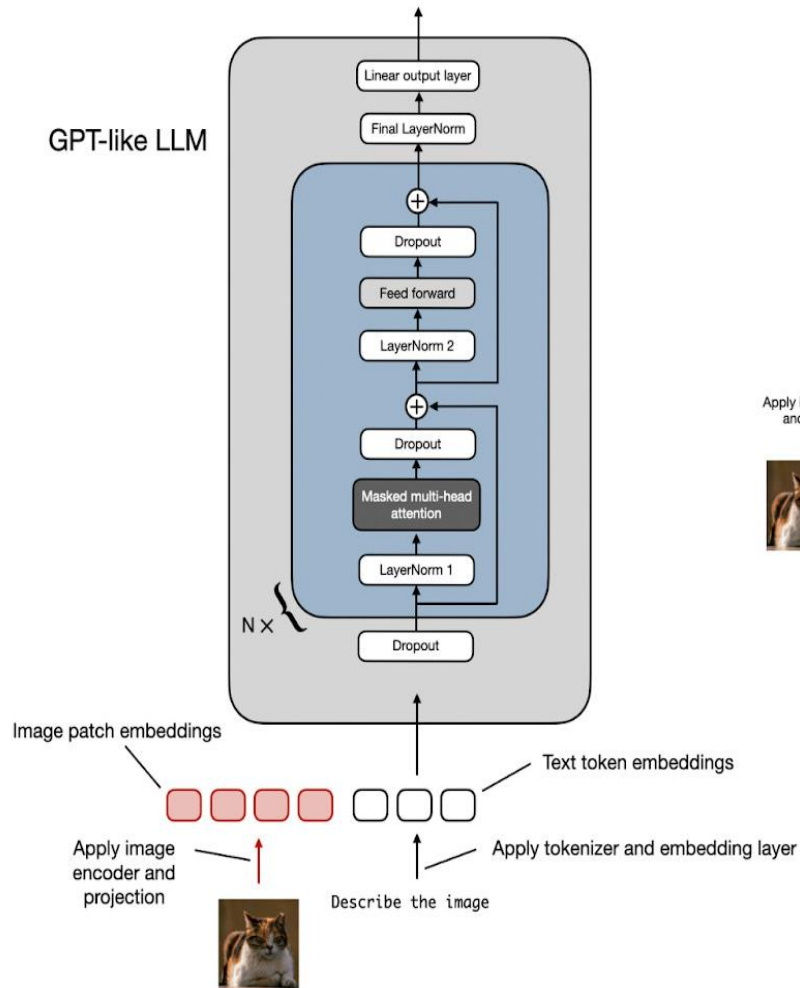 Linear output layer
Final LayerNorm
GPT-like LLM
Dropout
Feed forward
LayerNorm 2
Dropout
Masked multi-head
attention
LayerNorm 1
N ×
Dropout
Image patch embeddings
Text token embeddings
Apply image
encoder and
projection
Apply tokenizer and embedding layer
Describe the image
Apply
and